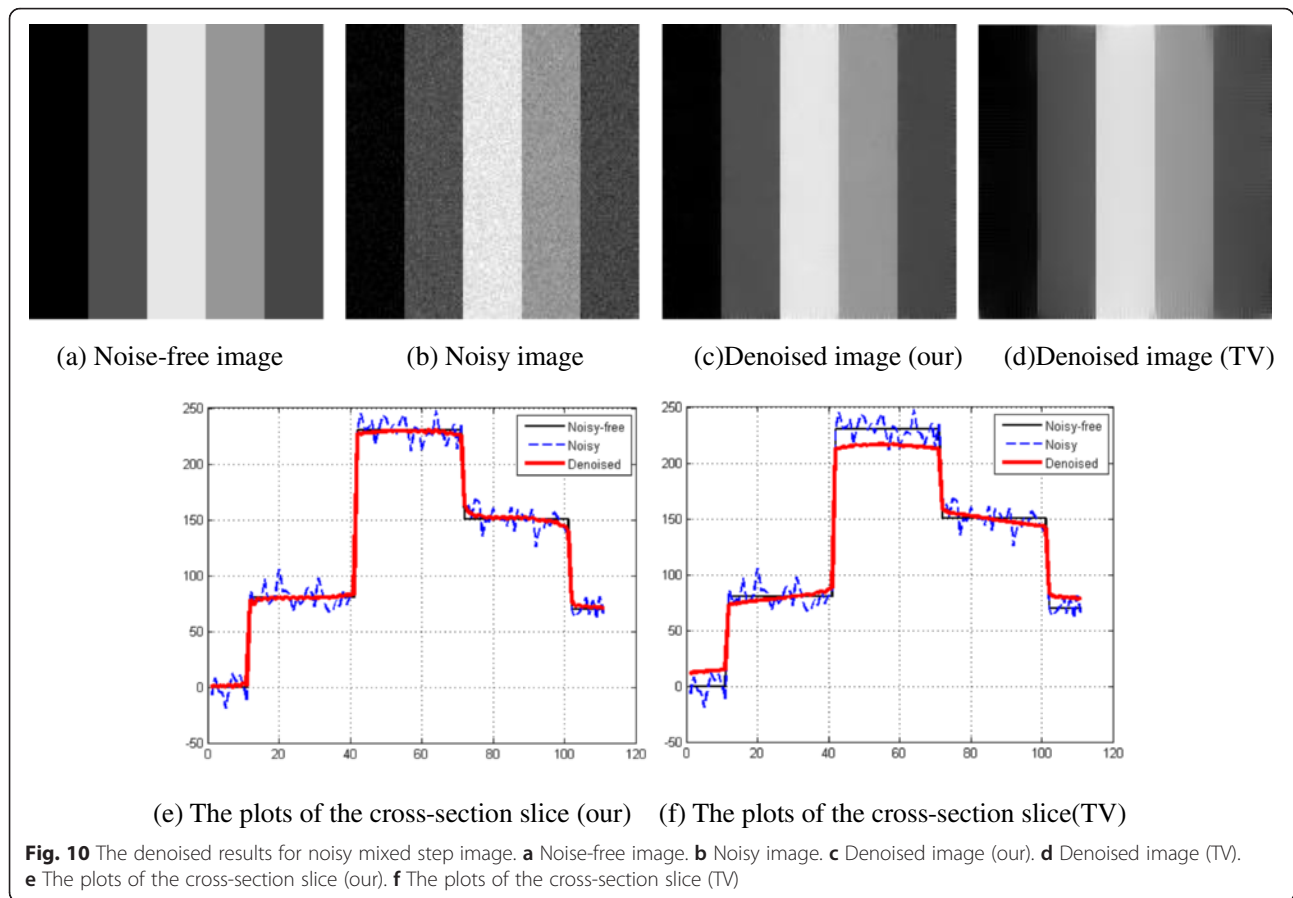 (a) Noise-free image
(b) Noisy image
(c)Denoised image (our)
(d)Denoised image (TV)
250
200
150
100
50
0
-50
0
20
40
60
80
100
120
Noisy-free
Noisy
Denoised
250
200
150
100
50
0
-50
0
20
40
60
80
100
120
Noisy-free
Noisy
Denoised
(e) The plots of the cross-section slice (our)
(f) The plots of the cross-section slice(TV)
Fig. 10 The denoised results for noisy mixed step image. a Noise-free image. b Noisy image. c Denoised image (our). d Denoised image (TV).
e The plots of the cross-section slice (our). f The plots of the cross-section slice (TV)